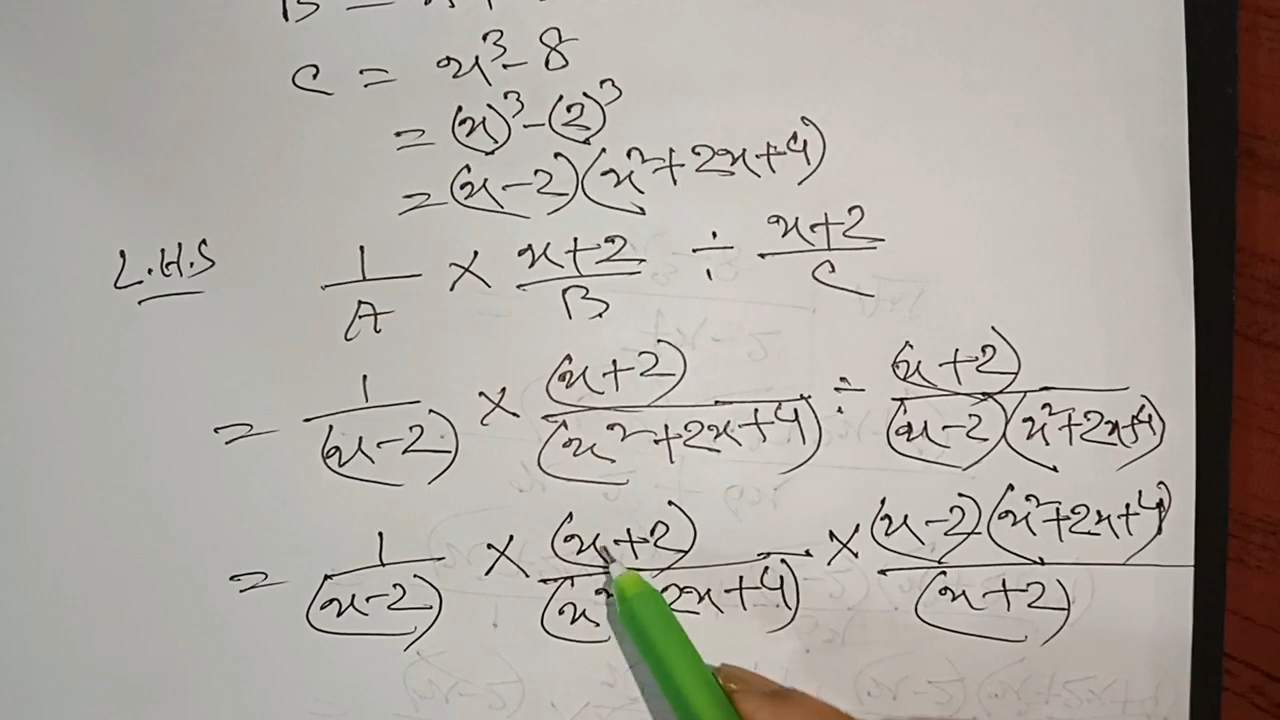 B =
C = x³ - 8
= (x)³ - (2)³
= (x-2)(x²+2x+4)
L.H.S 1/A × (x+2)/B ÷ (x+2)/C
= 1/(x-2) × (x+2)/(x²+2x+4) ÷ (x+2)/(x-2)(x²+2x+4)
= 1/(x-2) × (x+2)/(x² 2x+4) × (x-2)(x²+2x+4)/(x+2)